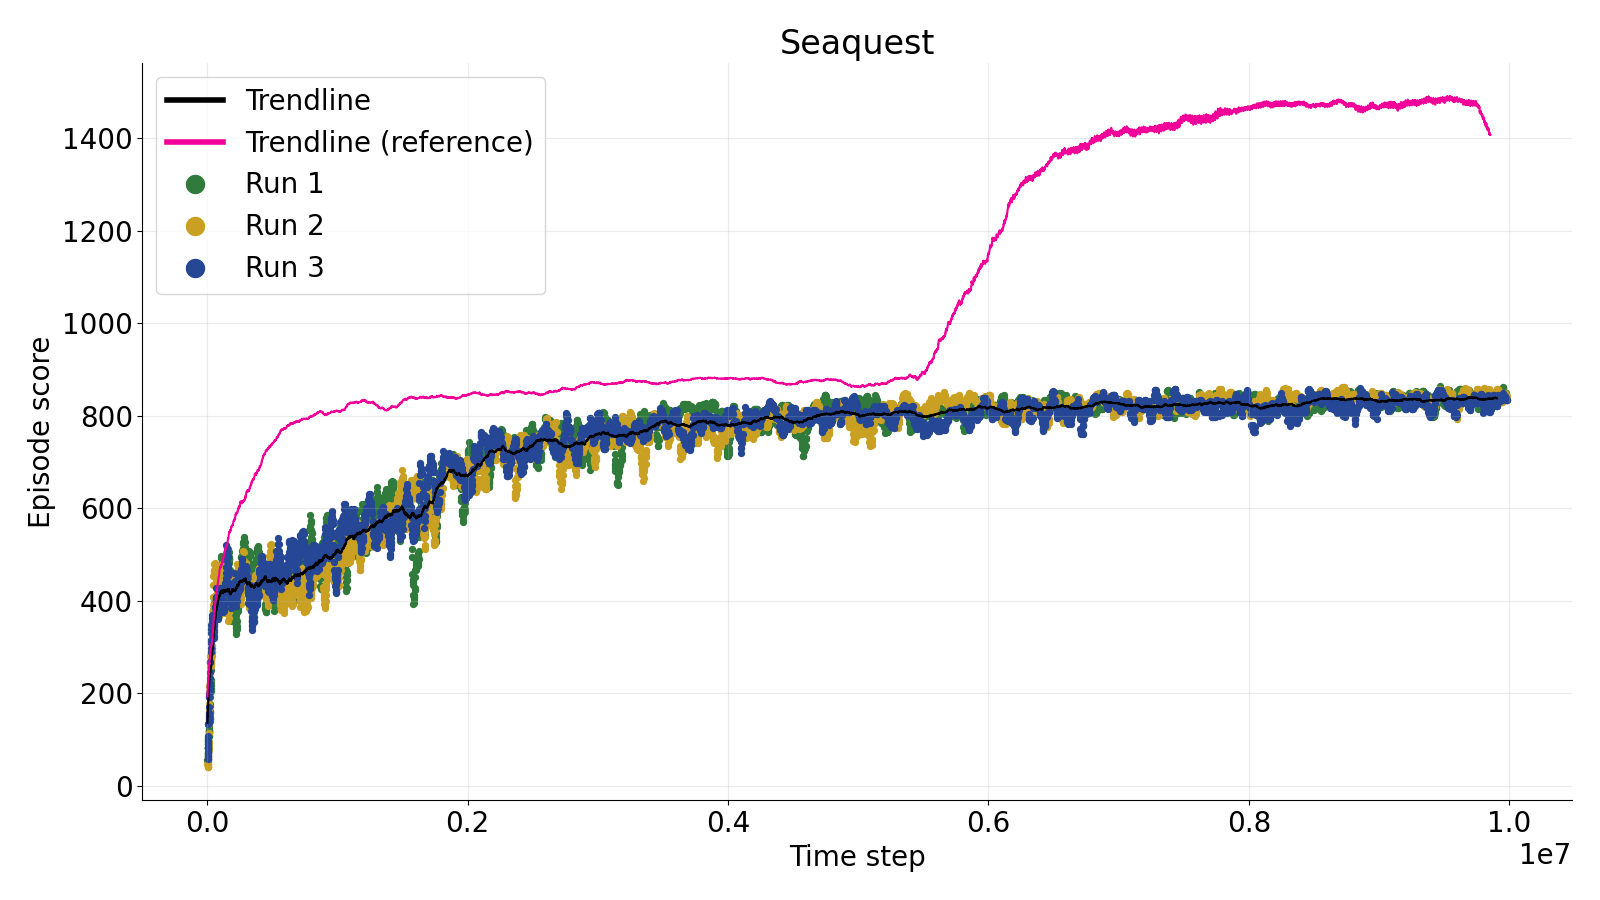 Seaquest
Trendline
Trendline (reference)
Run 1
Run 2
Run 3
Episode score
1400
1200
1000
800
600
400
200
0
0.0 0.2 0.4 0.6 0.8 1.0
1e7
Time step